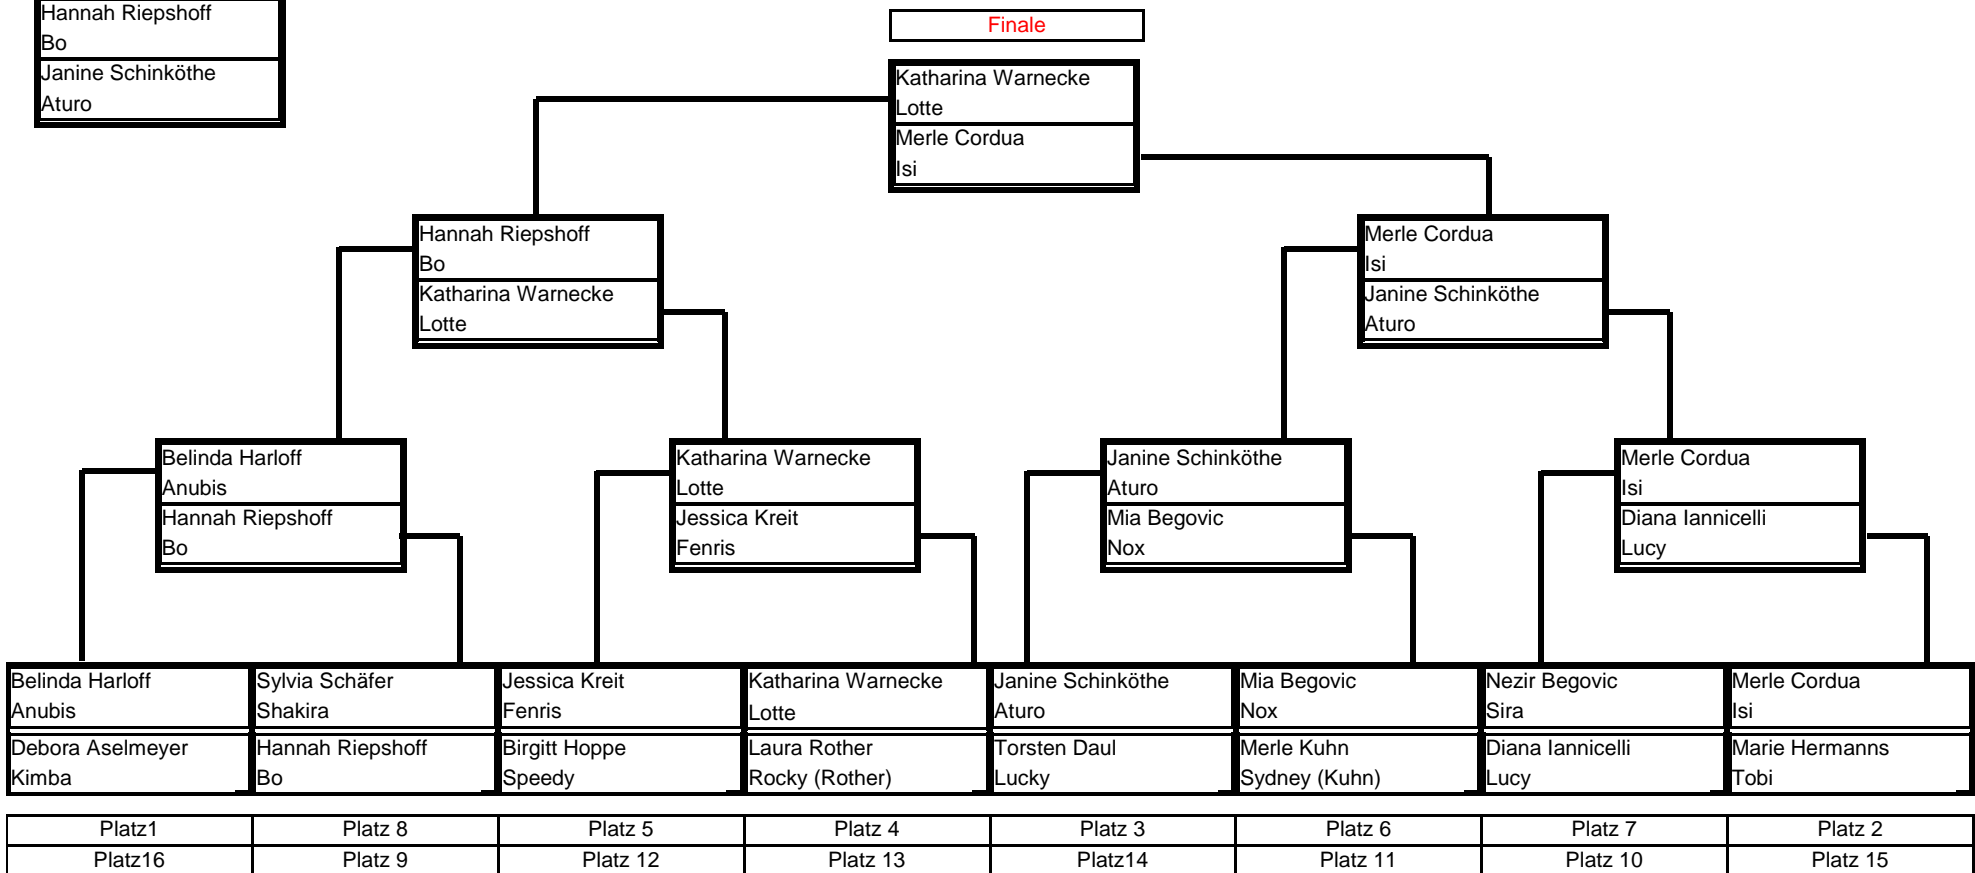 Hannah Riepshoff
Bo
Janine Schinköthe
Aturo
Finale
Katharina Warnecke
Lotte
Merle Cordua
Isi
Hannah Riepshoff
Bo
Katharina Warnecke
Lotte
Merle Cordua
Isi
Janine Schinköthe
Aturo
Belinda Harloff
Anubis
Hannah Riepshoff
Bo
Katharina Warnecke
Lotte
Jessica Kreit
Fenris
Janine Schinköthe
Aturo
Mia Begovic
Nox
Merle Cordua
Isi
Diana Iannicelli
Lucy
Belinda Harloff
Anubis
Debora Aselmeyer
Kimba
Sylvia Schäfer
Shakira
Hannah Riepshoff
Bo
Jessica Kreit
Fenris
Birgitt Hoppe
Speedy
Katharina Warnecke
Lotte
Laura Rother
Rocky (Rother)
Janine Schinköthe
Aturo
Torsten Daul
Lucky
Mia Begovic
Nox
Merle Kuhn
Sydney (Kuhn)
Nezir Begovic
Sira
Diana Iannicelli
Lucy
Merle Cordua
Isi
Marie Hermanns
Tobi
Platz1 Platz 8 Platz 5 Platz 4 Platz 3 Platz 6 Platz 7 Platz 2
Platz16 Platz 9 Platz 12 Platz 13 Platz14 Platz 11 Platz 10 Platz 15